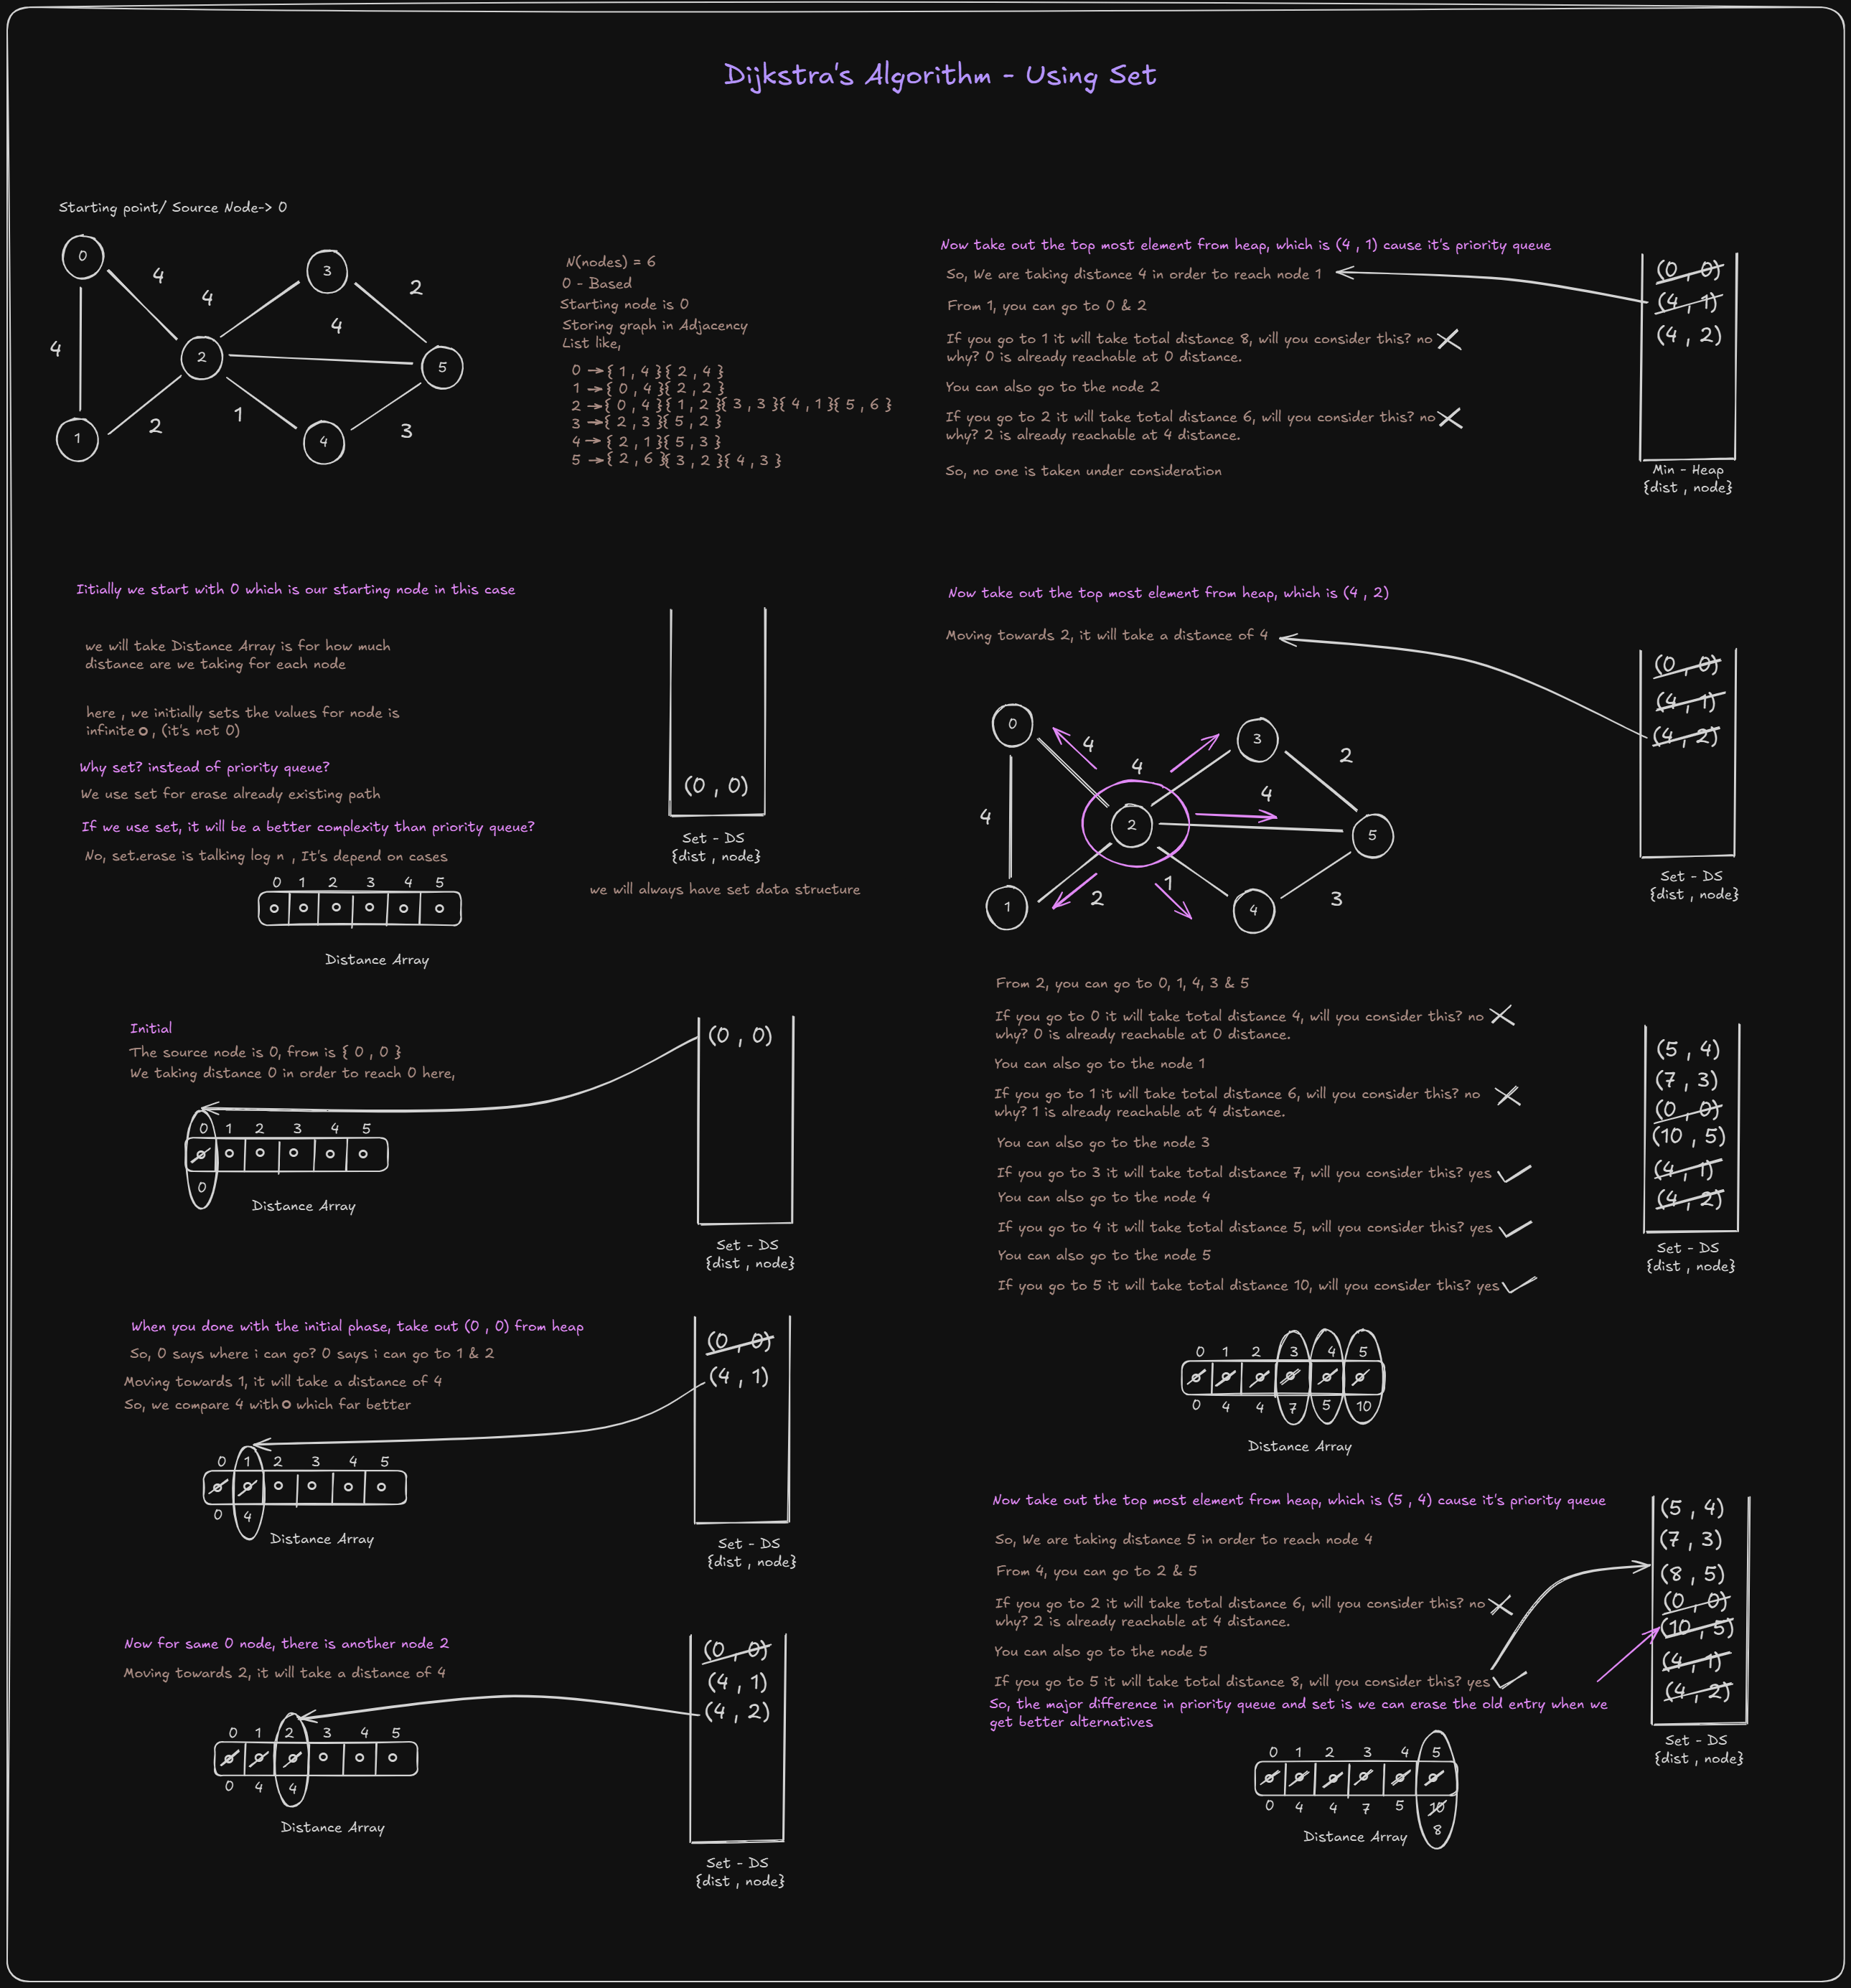 Dijkstra's Algorithm - Using Set
Starting point/ Source Node-> 0
0
4
4
3
2
4
4
2
5
1
2
1
4
3
N(nodes) = 6
0 - Based
Starting node is 0
Storing graph in Adjacency
List like,
0 → { 1 , 4 }{ 2 , 4 }
1 → { 0 , 4 }{ 2 , 2 }
2 → { 0 , 4 }{ 1 , 2 }{ 3 , 3 }{ 4 , 1 }{ 5 , 6 }
3 → { 2 , 3 }{ 5 , 2 }
4 → { 2 , 1 }{ 5 , 3 }
5 → { 2 , 6 }{ 3 , 2 }{ 4 , 3 }
Iitially we start with 0 which is our starting node in this case
we will take Distance Array is for how much
distance are we taking for each node
here , we initially sets the values for node is
infinite o , (it's not 0)
Why set? instead of priority queue?
We use set for erase already existing path
If we use set, it will be a better complexity than priority queue?
No, set.erase is talking log n , It's depend on cases
0 1 2 3 4 5
o o o o o o
Distance Array
(0 , 0)
Set - DS
{dist , node}
we will always have set data structure
Initial
The source node is 0, from is { 0 , 0 }
We taking distance 0 in order to reach 0 here,
0 1 2 3 4 5
o o o o o o
0
Distance Array
(0 , 0)
Set - DS
{dist , node}
When you done with the initial phase, take out (0 , 0) from heap
So, 0 says where i can go? 0 says i can go to 1 & 2
Moving towards 1, it will take a distance of 4
So, we compare 4 with o which far better
0 1 2 3 4 5
o o o o o o
0 4
Distance Array
(0 , 0)
(4 , 1)
Set - DS
{dist , node}
Now for same 0 node, there is another node 2
Moving towards 2, it will take a distance of 4
0 1 2 3 4 5
o o o o o o
0 4 4
Distance Array
(0 , 0)
(4 , 1)
(4 , 2)
Set - DS
{dist , node}
Now take out the top most element from heap, which is (4 , 1) cause it's priority queue
So, We are taking distance 4 in order to reach node 1
From 1, you can go to 0 & 2
If you go to 1 it will take total distance 8, will you consider this? no
why? 0 is already reachable at 0 distance.
You can also go to the node 2
If you go to 2 it will take total distance 6, will you consider this? no
why? 2 is already reachable at 4 distance.
So, no one is taken under consideration
(0 , 0)
(4 , 1)
(4 , 2)
Min - Heap
{dist , node}
Now take out the top most element from heap, which is (4 , 2)
Moving towards 2, it will take a distance of 4
0
4
4
3
2
4
4
2
5
1
2
1
4
3
(0 , 0)
(4 , 1)
(4 , 2)
Set - DS
{dist , node}
From 2, you can go to 0, 1, 4, 3 & 5
If you go to 0 it will take total distance 4, will you consider this? no
why? 0 is already reachable at 0 distance.
You can also go to the node 1
If you go to 1 it will take total distance 6, will you consider this? no
why? 1 is already reachable at 4 distance.
You can also go to the node 3
If you go to 3 it will take total distance 7, will you consider this? yes
You can also go to the node 4
If you go to 4 it will take total distance 5, will you consider this? yes
You can also go to the node 5
If you go to 5 it will take total distance 10, will you consider this? yes
(5 , 4)
(7 , 3)
(0 , 0)
(10 , 5)
(4 , 1)
(4 , 2)
Set - DS
{dist , node}
0 1 2 3 4 5
o o o o o o
0 4 4 7 5 10
Distance Array
Now take out the top most element from heap, which is (5 , 4) cause it's priority queue
So, We are taking distance 5 in order to reach node 4
From 4, you can go to 2 & 5
If you go to 2 it will take total distance 6, will you consider this? no
why? 2 is already reachable at 4 distance.
You can also go to the node 5
If you go to 5 it will take total distance 8, will you consider this? yes
So, the major difference in priority queue and set is we can erase the old entry when we
get better alternatives
(5 , 4)
(7 , 3)
(8 , 5)
(0 , 0)
(10 , 5)
(4 , 1)
(4 , 2)
Set - DS
{dist , node}
0 1 2 3 4 5
o o o o o o
0 4 4 7 5 10
8
Distance Array